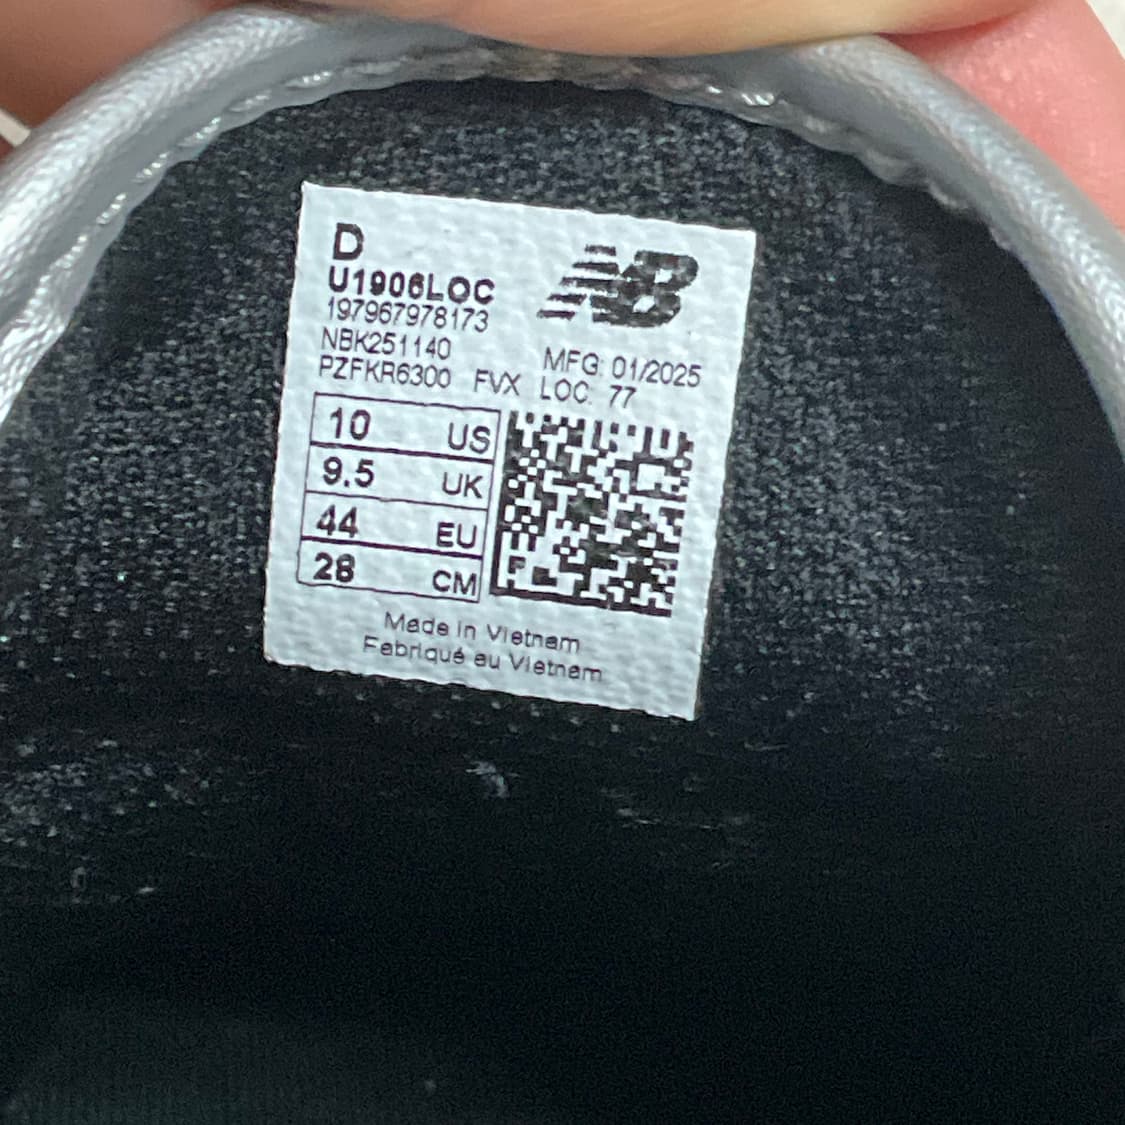 D
U1906LOC
197967978173
NBK251140
PZFKR6300 FVX
NB
MFG: 01/2025
LOC: 77
10 US
9.5 UK
44 EU
28 CM
Made in Vietnam
Fabriqué au Vietnam